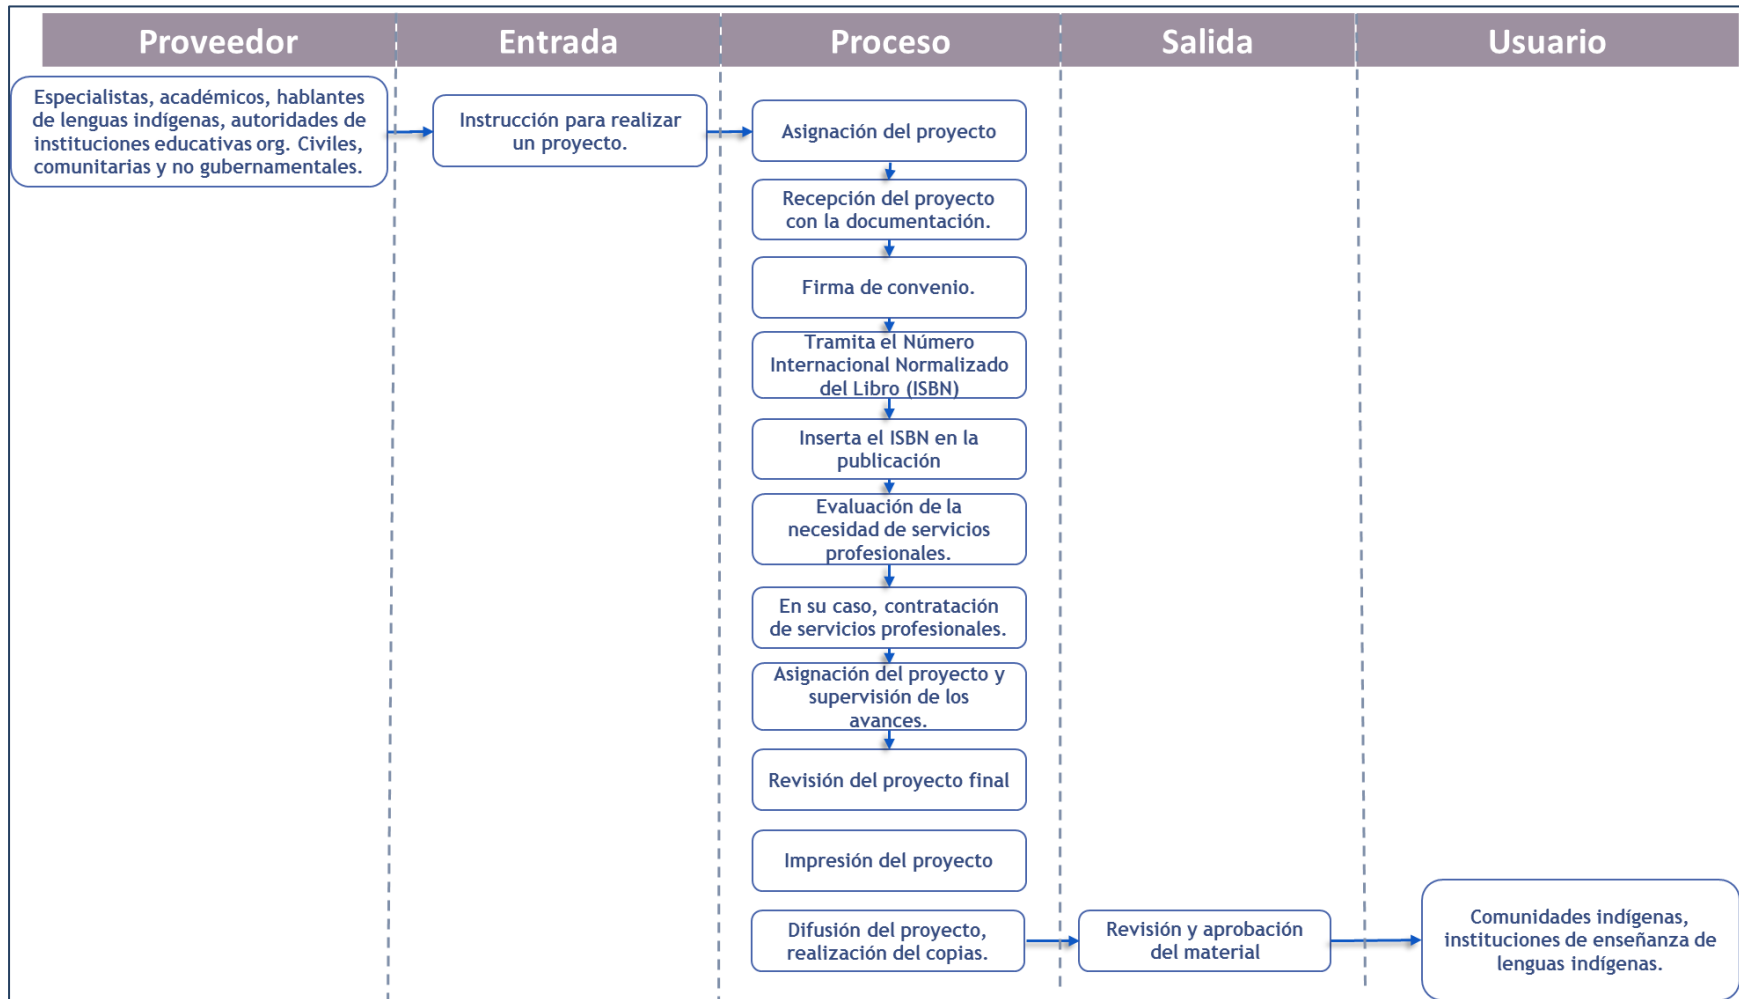 Proveedor
Entrada
Proceso
Salida
Usuario
Especialistas, académicos, hablantes
de lenguas indígenas, autoridades de
instituciones educativas org. Civiles,
comunitarias y no gubernamentales.
Instrucción para realizar
un proyecto.
Asignación del proyecto
Recepción del proyecto
con la documentación.
Firma de convenio.
Tramita el Número
Internacional Normalizado
del Libro (ISBN)
Inserta el ISBN en la
publicación
Evaluación de la
necesidad de servicios
profesionales.
En su caso, contratación
de servicios profesionales.
Asignación del proyecto y
supervisión de los
avances.
Revisión del proyecto final
Impresión del proyecto
Difusión del proyecto,
realización del copias.
Revisión y aprobación
del material
Comunidades indígenas,
instituciones de enseñanza de
lenguas indígenas.